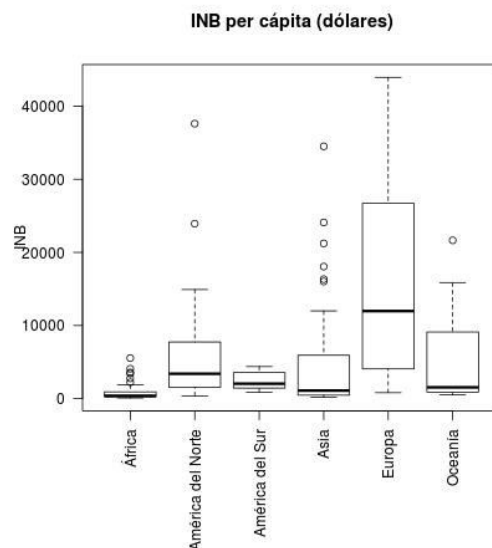 INB per cápita (dólares)
INB
40000
30000
20000
10000
0
África
América del Norte
América del Sur
Asia
Europa
Oceanía